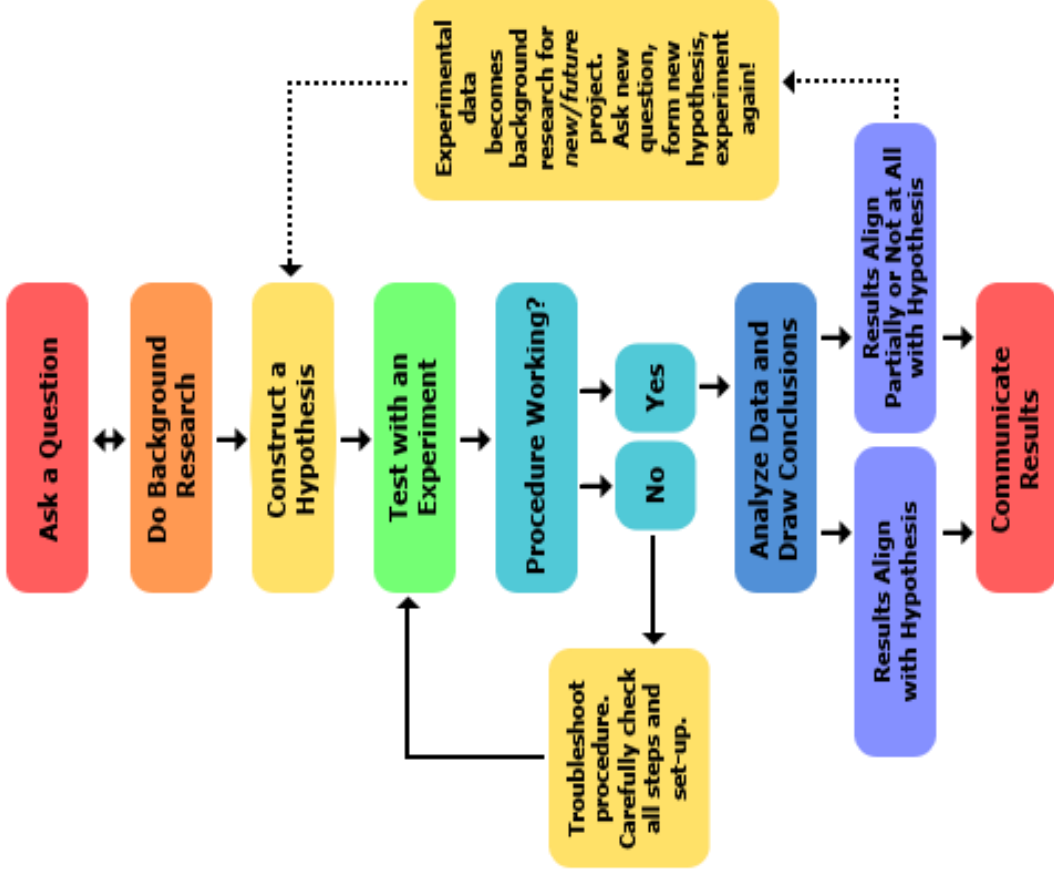 Ask a Question
Do Background
Research
Construct a
Hypothesis
Test with an
Experiment
Procedure Working?
No
Yes
Troubleshoot
procedure.
Carefully check
all steps and
set-up.
Analyze Data and
Draw Conclusions
Results Align
with Hypothesis
Results Align
Partially or Not at All
with Hypothesis
Experimental
data
becomes
background
research for
new/future
project.
Ask new
question,
form new
hypothesis,
experiment
again!
Communicate
Results